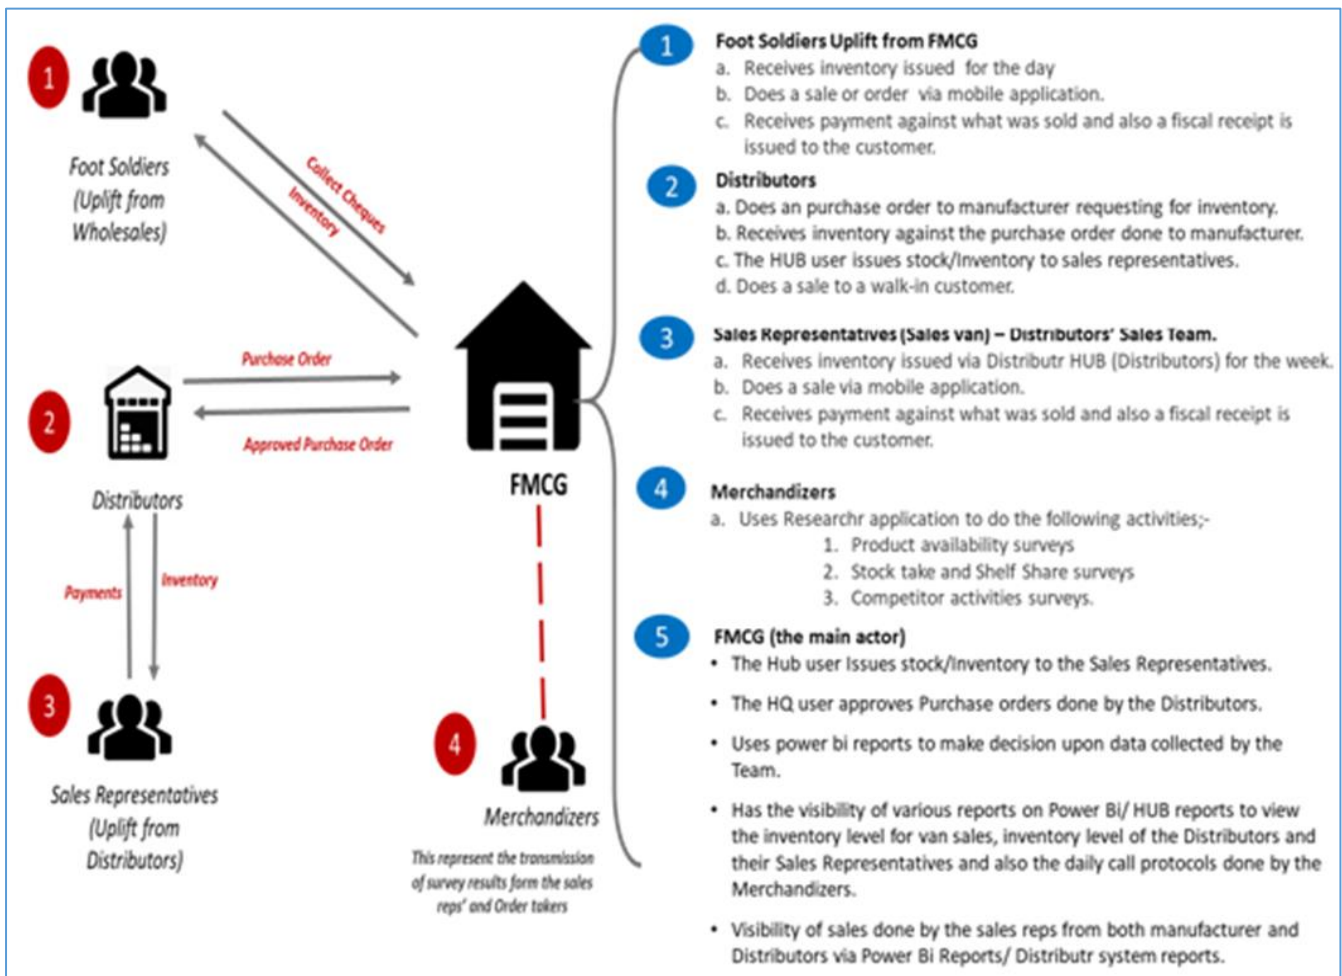 1
Foot Soldiers
(Uplift from
Wholesales)
Collect Cheques
Inventory
2
Distributors
Purchase Order
Approved Purchase Order
FMCG
Payments
Inventory
3
Sales Representatives
(Uplift from
Distributors)
4
Merchandizers
This represent the transmission
of survey results form the sales
reps' and Order takers
1
Foot Soldiers Uplift from FMCG
a. Receives inventory issued for the day
b. Does a sale or order via mobile application.
c. Receives payment against what was sold and also a fiscal receipt is
issued to the customer.
2
Distributors
a. Does an purchase order to manufacturer requesting for inventory.
b. Receives inventory against the purchase order done to manufacturer.
c. The HUB user issues stock/Inventory to sales representatives.
d. Does a sale to a walk-in customer.
3
Sales Representatives (Sales van) – Distributors' Sales Team.
a. Receives inventory issued via Distributr HUB (Distributors) for the week.
b. Does a sale via mobile application.
c. Receives payment against what was sold and also a fiscal receipt is
issued to the customer.
4
Merchandizers
a. Uses Researchr application to do the following activities;-
1. Product availability surveys
2. Stock take and Shelf Share surveys
3. Competitor activities surveys.
5
FMCG (the main actor)
• The Hub user Issues stock/Inventory to the Sales Representatives.
• The HQ user approves Purchase orders done by the Distributors.
• Uses power bi reports to make decision upon data collected by the
Team.
• Has the visibility of various reports on Power Bi/ HUB reports to view
the inventory level for van sales, inventory level of the Distributors and
their Sales Representatives and also the daily call protocols done by the
Merchandizers.
• Visibility of sales done by the sales reps from both manufacturer and
Distributors via Power Bi Reports/ Distributr system reports.